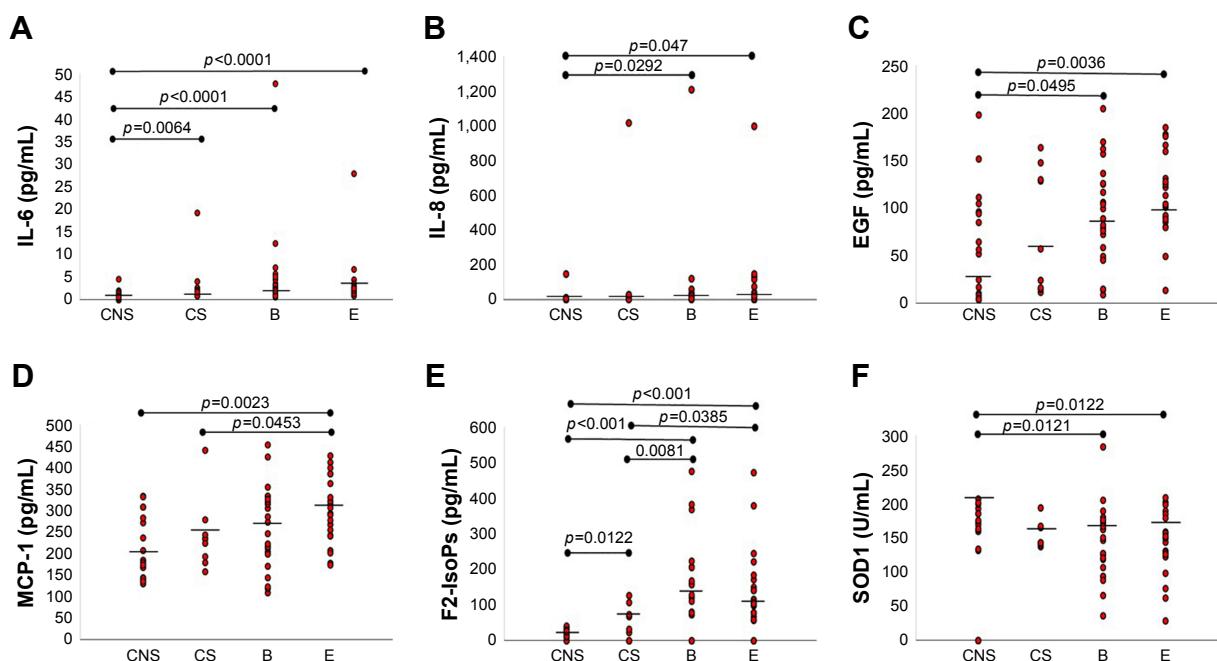 A
p<0.0001
p<0.0001
p=0.0064
IL-6 (pg/mL)
50
45
40
35
30
25
20
15
10
5
0
CNS CS B E
B
p=0.047
p=0.0292
IL-8 (pg/mL)
1,400
1,200
1,000
800
600
400
200
0
CNS CS B E
C
p=0.0036
p=0.0495
EGF (pg/mL)
250
200
150
100
50
0
CNS CS B E
D
p=0.0023
p=0.0453
MCP-1 (pg/mL)
500
450
400
350
300
250
200
150
100
50
0
CNS CS B E
E
p<0.001
p=0.0385
p<0.001
0.0081
p=0.0122
F2-IsoPs (pg/mL)
600
500
400
300
200
100
0
CNS CS B E
F
p=0.0122
p=0.0121
SOD1 (U/mL)
300
250
200
150
100
50
0
CNS CS B E